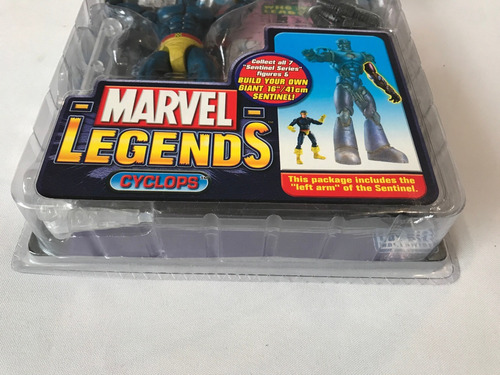 Collect all 7
"Sentinel Series"
figures &
BUILD YOUR OWN
GIANT 16"/41cm
SENTINEL!
MARVEL
LEGENDS
CYCLOPS™
This package includes the
"left arm" of the Sentinel.